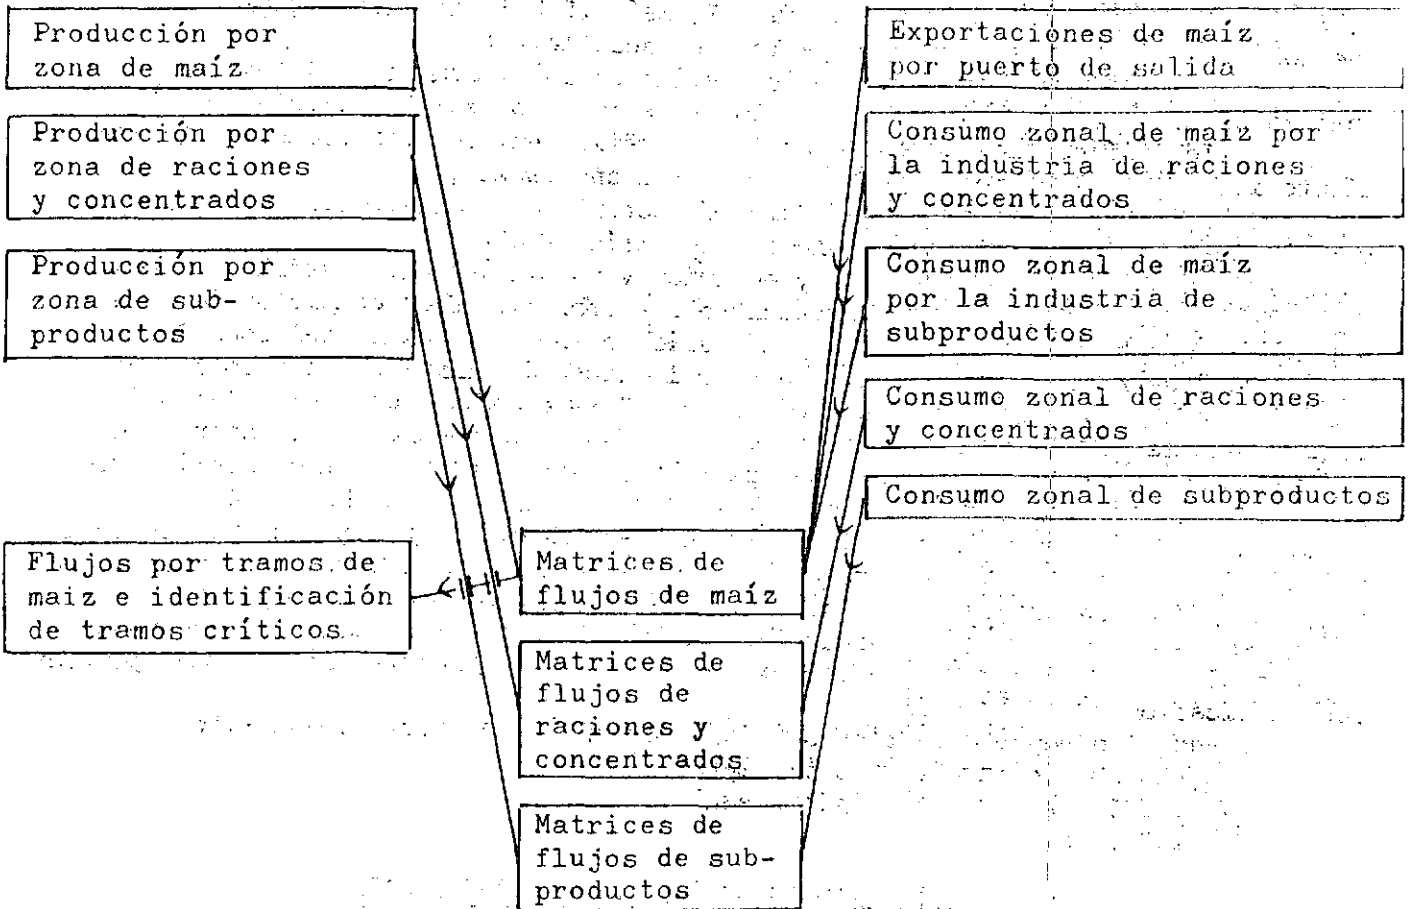 Producción por
zona de maíz
Producción por
zona de raciones
y concentrados
Producción por
zona de sub-
productos
Flujos por tramos de
maiz e identificación
de tramos críticos
Matrices de
flujos de maíz
Matrices de
flujos de
raciones y
concentrados
Matrices de
flujos de sub-
productos
Exportaciones de maíz
por puerto de salida
Consumo zonal de maíz por
la industria de raciones
y concentrados
Consumo zonal de maíz
por la industria de
subproductos
Consumo zonal de raciones
y concentrados
Consumo zonal de subproductos